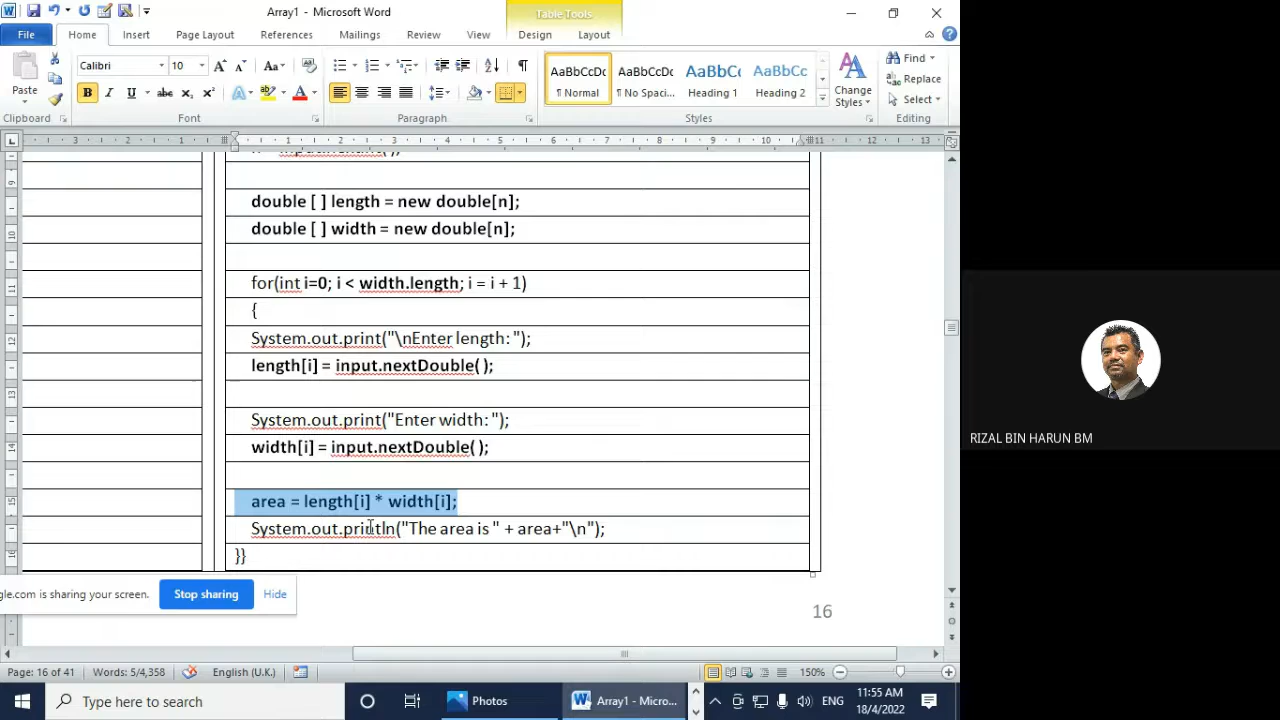 Array1 - Microsoft Word
Table Tools
File
Home
Insert
Page Layout
References
Mailings
Review
View
Design
Layout
Paste
Calibri
10
AaBbCcDc
AaBbCcDc
AaBbC
AaBbCc
¶ Normal
¶ No Spaci...
Heading 1
Heading 2
Change Styles
Find
Replace
Select
Clipboard
Font
Paragraph
Styles
Editing
double [ ] length = new double[n];
double [ ] width = new double[n];
for(int i=0; i < width.length; i = i + 1)
{
System.out.print("\nEnter length: ");
length[i] = input.nextDouble( );
System.out.print("Enter width: ");
width[i] = input.nextDouble( );
area = length[i] * width[i];
System.out.println("The area is " + area+"\n");
}}
gle.com is sharing your screen.
Stop sharing
Hide
16
Page: 16 of 41
Words: 5/4,358
English (U.K.)
150%
Type here to search
Photos
Array1 - Micro...
ENG
11:55 AM
18/4/2022
RIZAL BIN HARUN BM